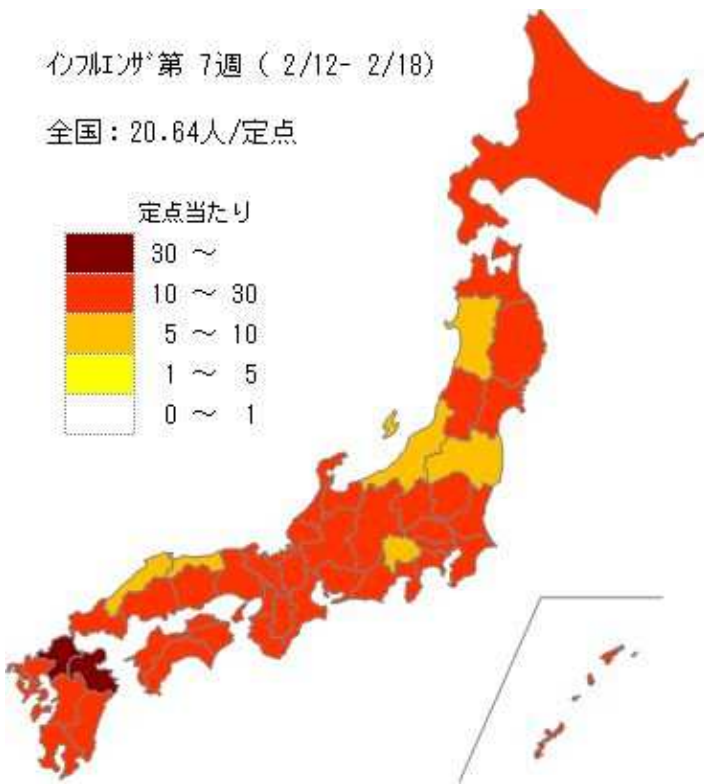 インフルエンザ第 7週 ( 2/12- 2/18)
全国：20.64人/定点
定点当たり
30 ～
10 ～ 30
5 ～ 10
1 ～ 5
0 ～ 1